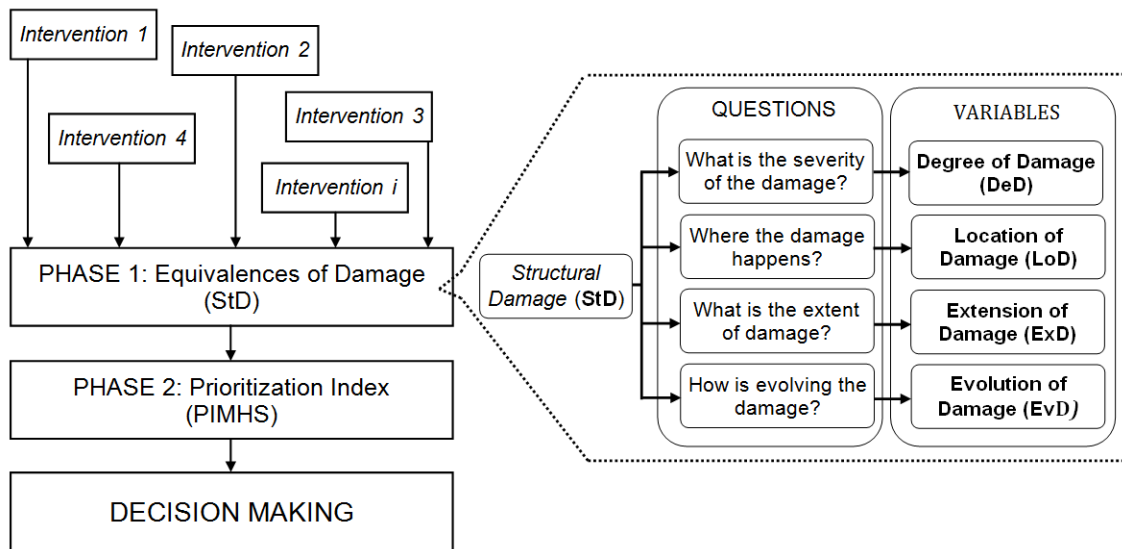 Intervention 1
Intervention 2
Intervention 3
Intervention 4
Intervention i
PHASE 1: Equivalences of Damage
(StD)
PHASE 2: Prioritization Index
(PIMHS)
DECISION MAKING
Structural
Damage (StD)
QUESTIONS
What is the severity
of the damage?
Where the damage
happens?
What is the extent
of damage?
How is evolving the
damage?
VARIABLES
Degree of Damage
(DeD)
Location of
Damage (LoD)
Extension of
Damage (ExD)
Evolution of
Damage (EvD)